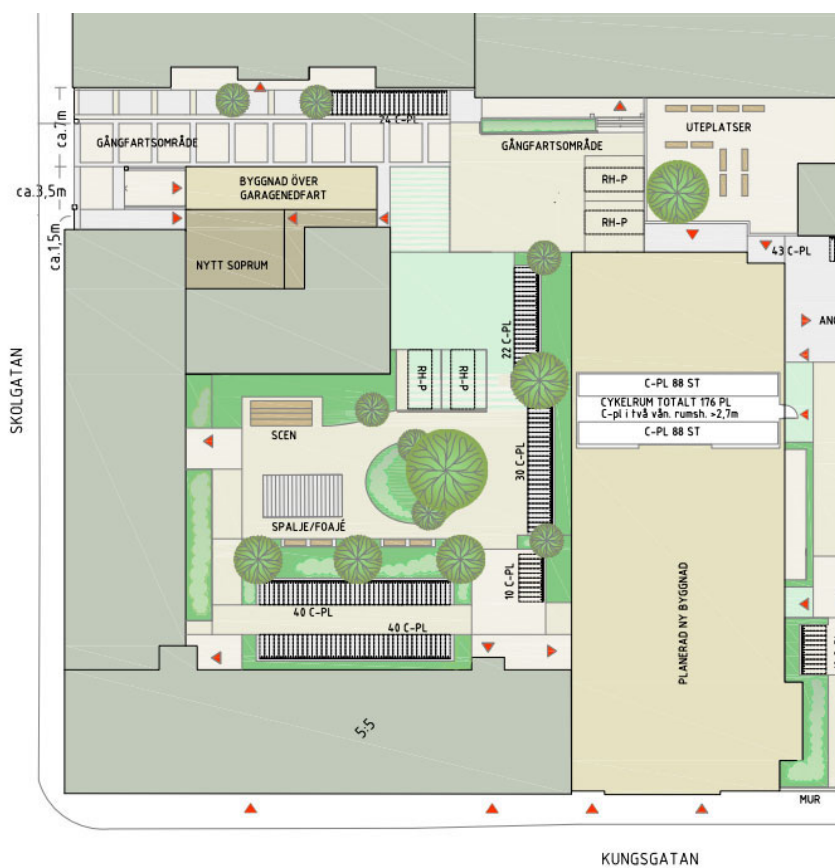 24 C-PL
ca.7m
GÅNGFARTSOMRÅDE
GÅNGFARTSOMRÅDE
UTEPLATSER
ca.3,5m
BYGGNAD ÖVER
GARAGENEDFART
RH-P
RH-P
ca.1,5m
NYTT SOPRUM
43 C-PL
22 C-PL
RH-P
RH-P
C-PL 88 ST
CYKELRUM TOTALT 176 PL
C-pl i två vån. rumsh. >2,7m
C-PL 88 ST
SKOLGATAN
SCEN
30 C-PL
SPALJE/FOAJÉ
10 C-PL
40 C-PL
40 C-PL
PLANERAD NY BYGGNAD
5:5
MUR
KUNGSGATAN